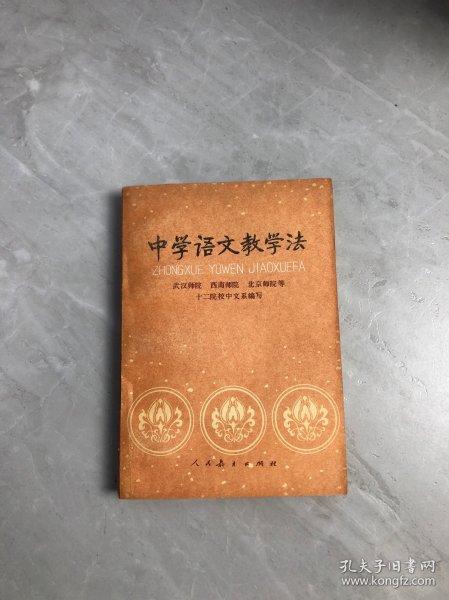 中学语文教学法
ZHONGXUE YUWEN JIAOXUEFA
武汉师院 西南师院 北京师院等
十二院校中文系编写
人民教育出版社
孔夫子旧书网
www.kongfz.com